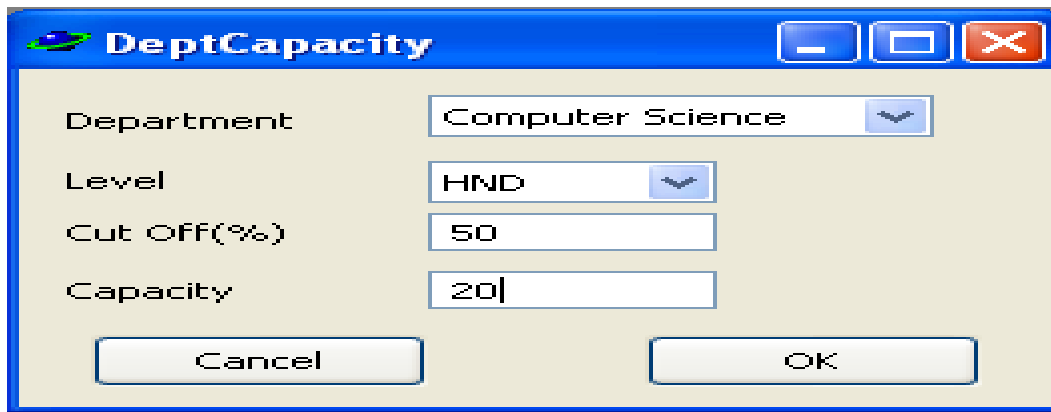 DeptCapacity
Department Computer Science
Level HND
Cut Off(%) 50
Capacity 20
Cancel OK